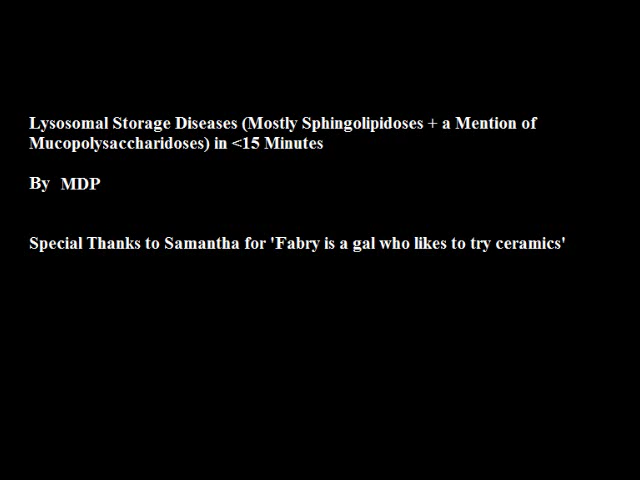 Lysosomal Storage Diseases (Mostly Sphingolipidoses + a Mention of
Mucopolysaccharidoses) in <15 Minutes
By MDP
Special Thanks to Samantha for 'Fabry is a gal who likes to try ceramics'